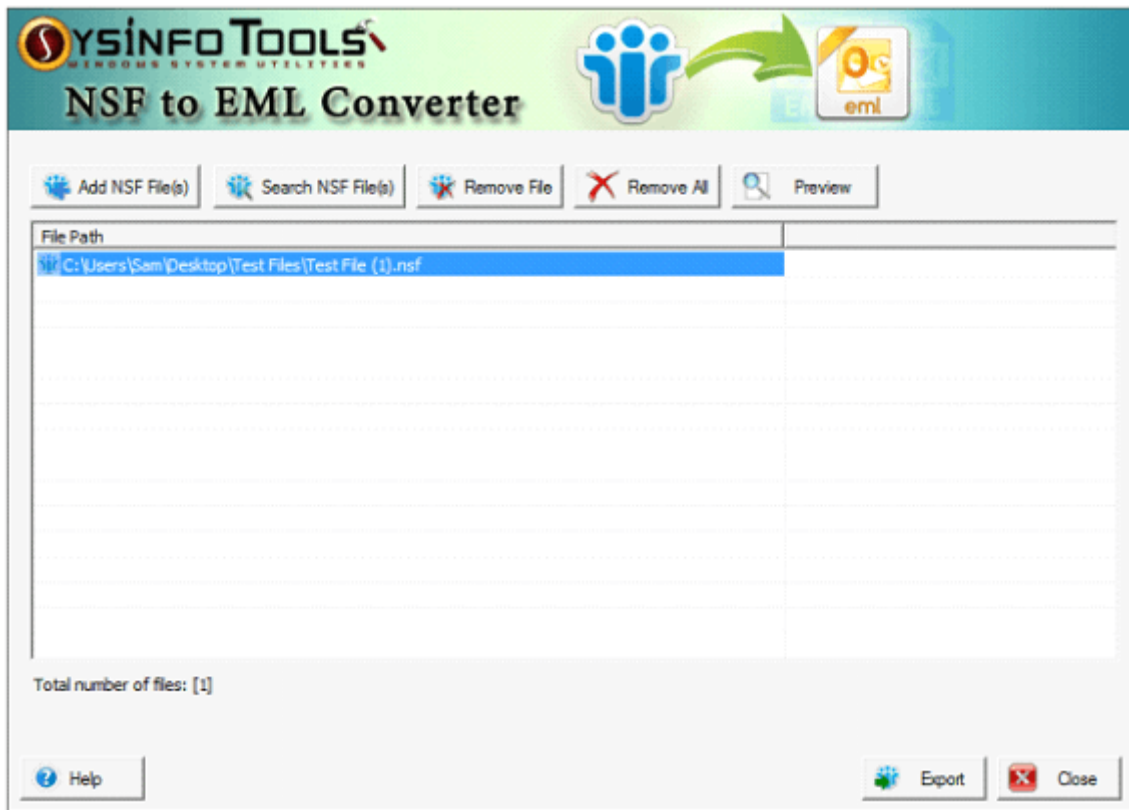 SYSINFO TOOLS
WINDOWS SYSTEM UTILITIES
NSF to EML Converter
eml
Add NSF File(s)
Search NSF File(s)
Remove File
Remove All
Preview
File Path
C:\Users\Sam\Desktop\Test Files\Test File (1).nsf
Total number of files: [1]
Help
Export
Close